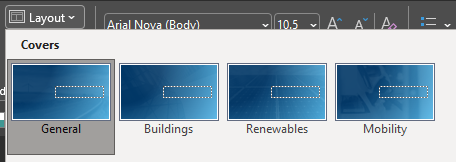 Layout Arial Nova (Body) 10.5 A A A
Covers
General Buildings Renewables Mobility